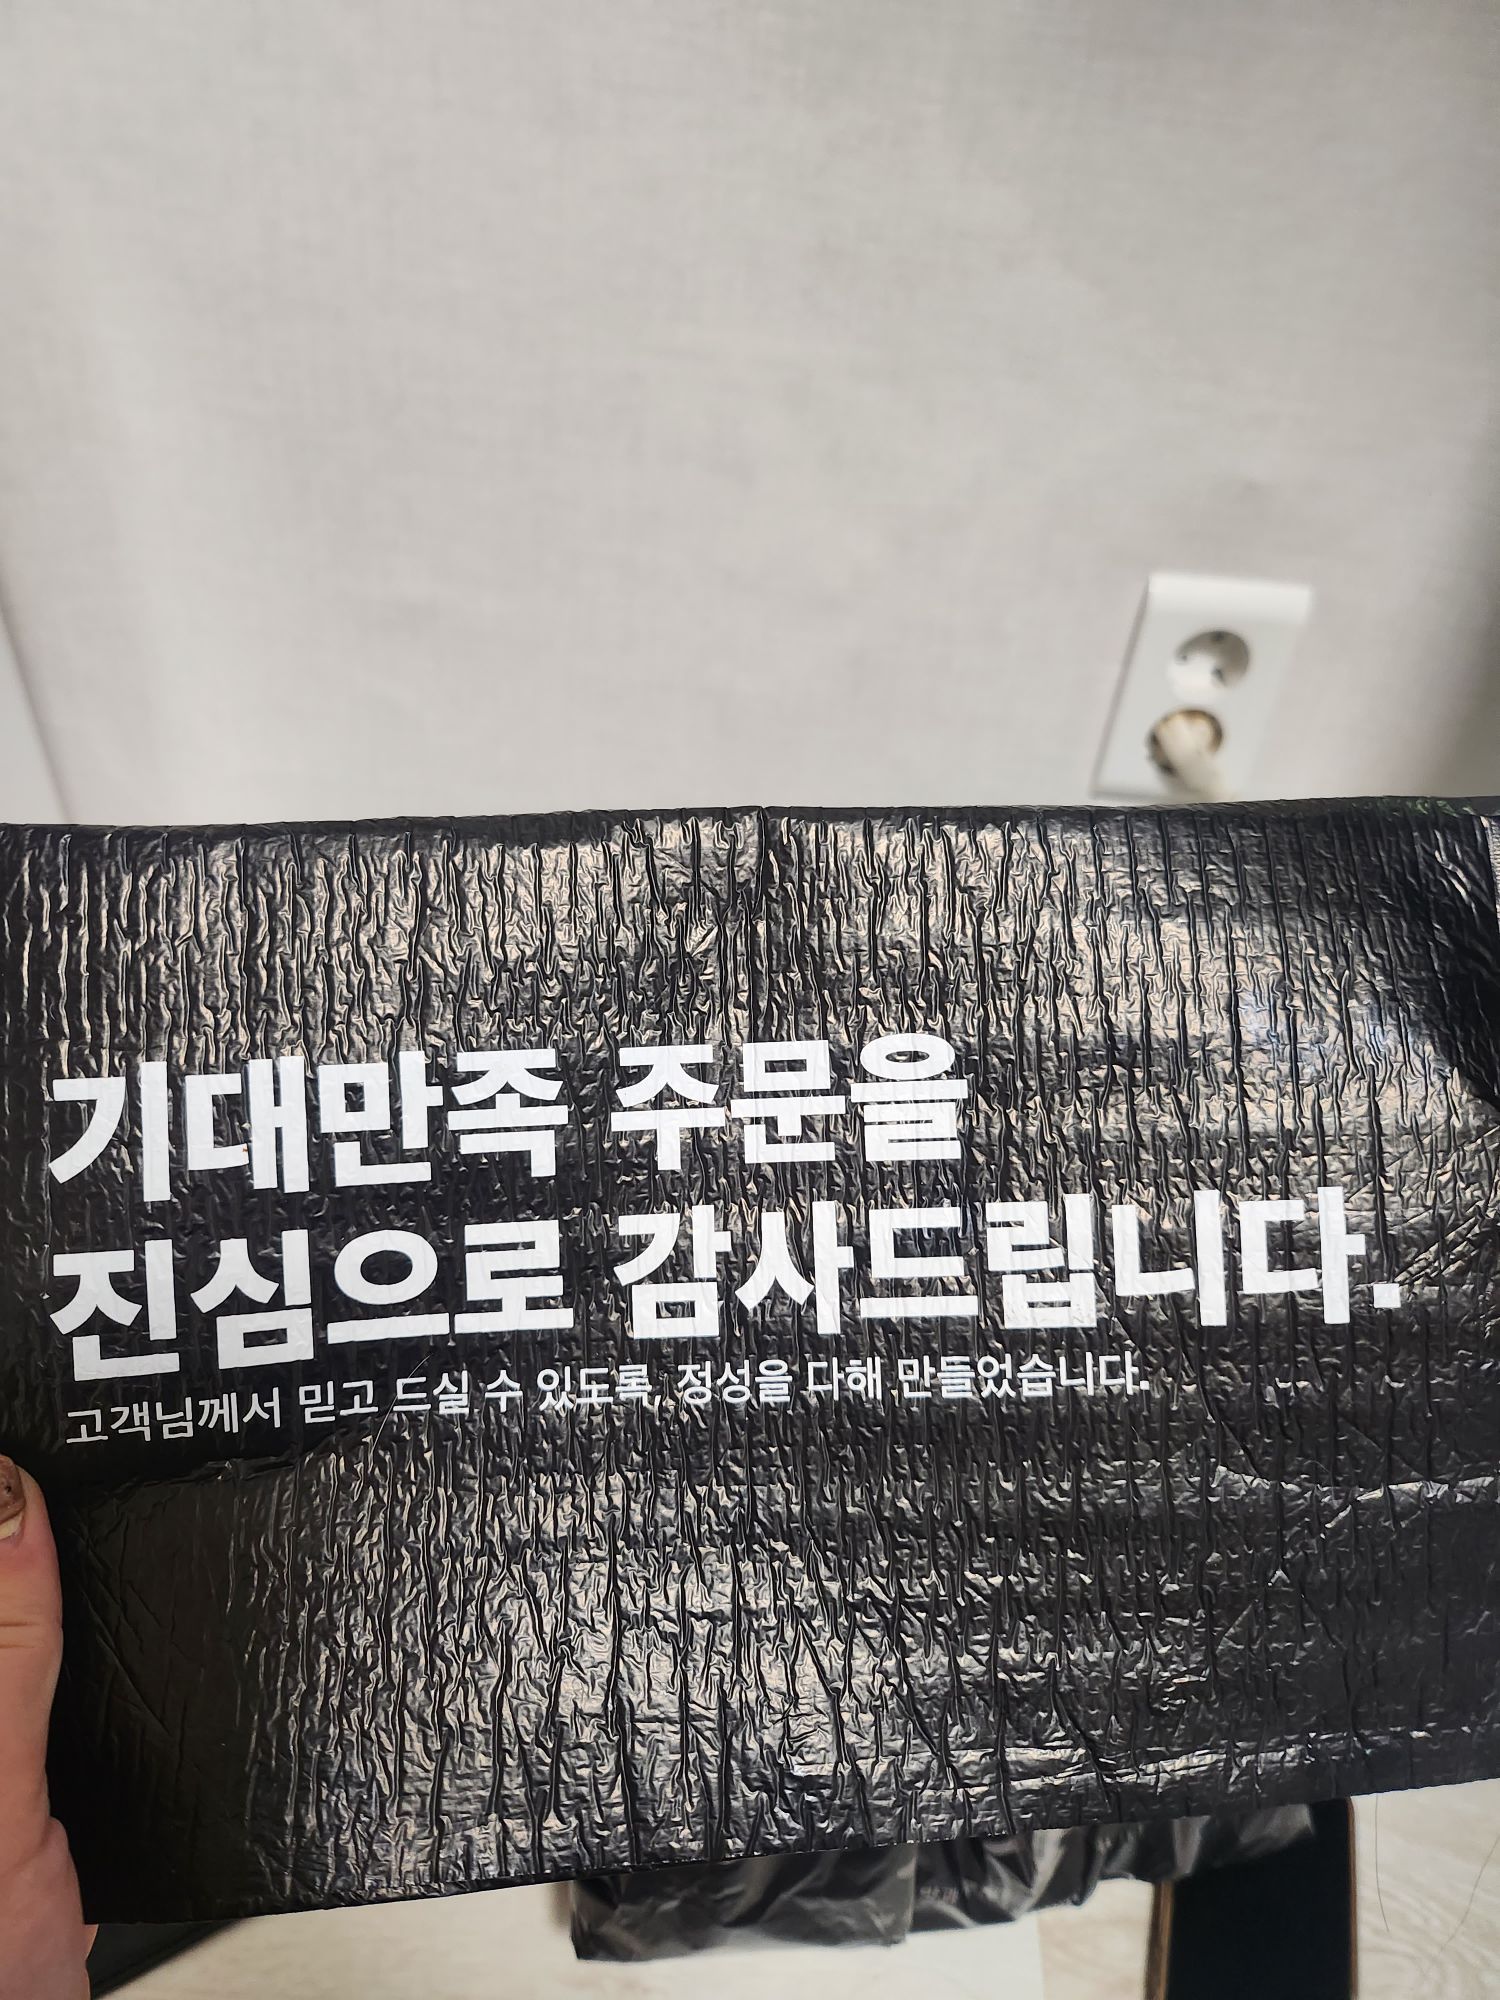 기대만족 주문을
진심으로 감사드립니다.
고객님께서 믿고 드실 수 있도록, 정성을 다해 만들었습니다.